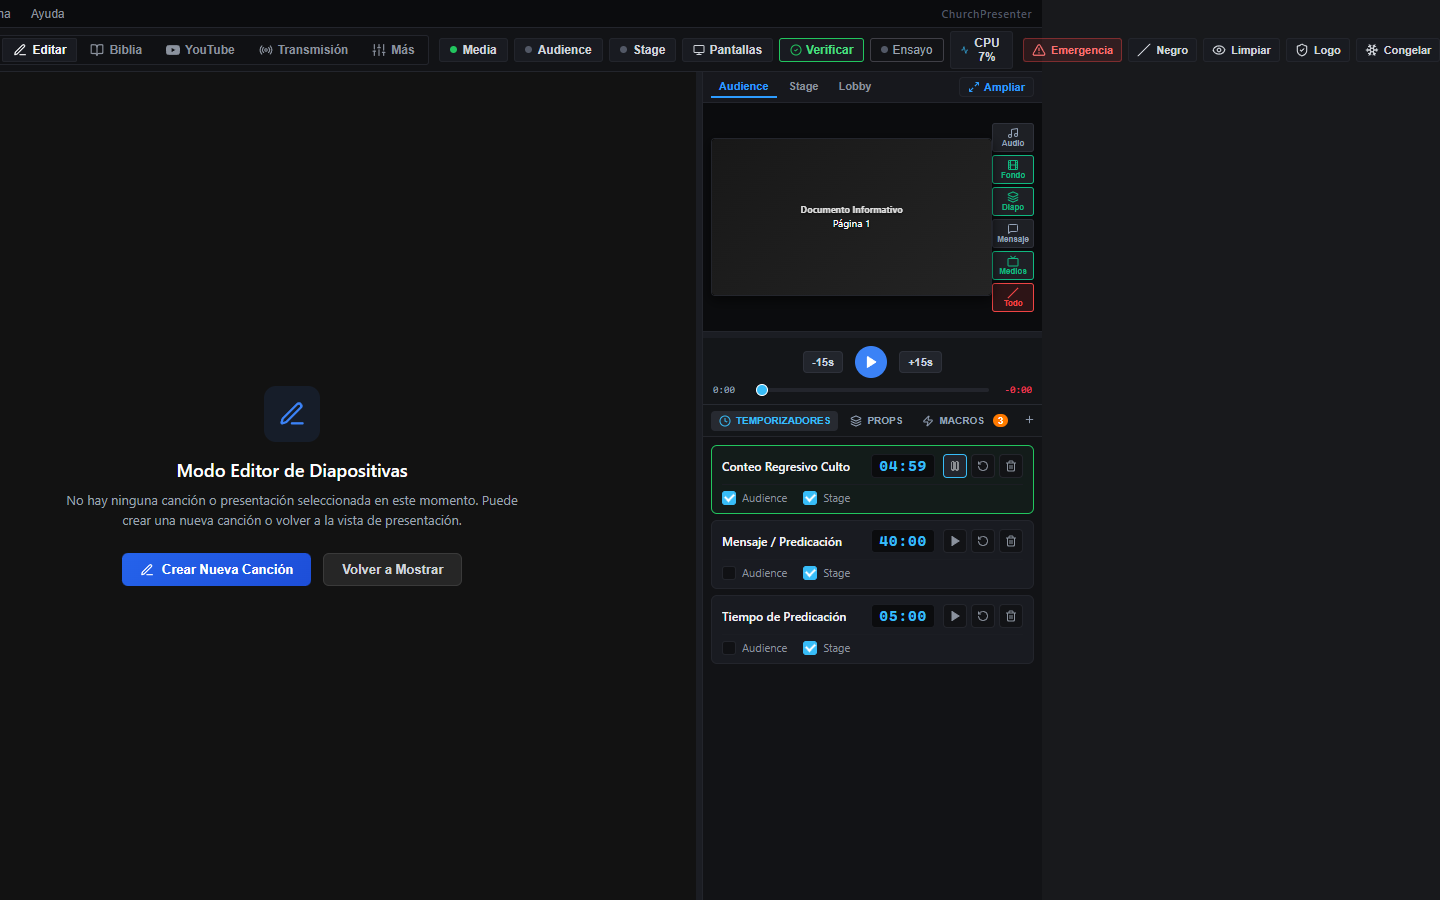 na Ayuda ChurchPresenter
Editar Biblia YouTube Transmisión Más Media Audience Stage Pantallas Verificar Ensayo CPU 7% Emergencia Negro Limpiar Logo Congelar
Audience Stage Lobby Ampliar
Documento Informativo
Página 1
Audio
Fondo
Diapo
Mensaje
Medios
Todo
-15s +15s
0:00 -0:00
TEMPORIZADORES PROPS MACROS 3 +
Conteo Regresivo Culto 04:59
Audience Stage
Mensaje / Predicación 40:00
Audience Stage
Tiempo de Predicación 05:00
Audience Stage
Modo Editor de Diapositivas
No hay ninguna canción o presentación seleccionada en este momento. Puede
crear una nueva canción o volver a la vista de presentación.
Crear Nueva Canción Volver a Mostrar